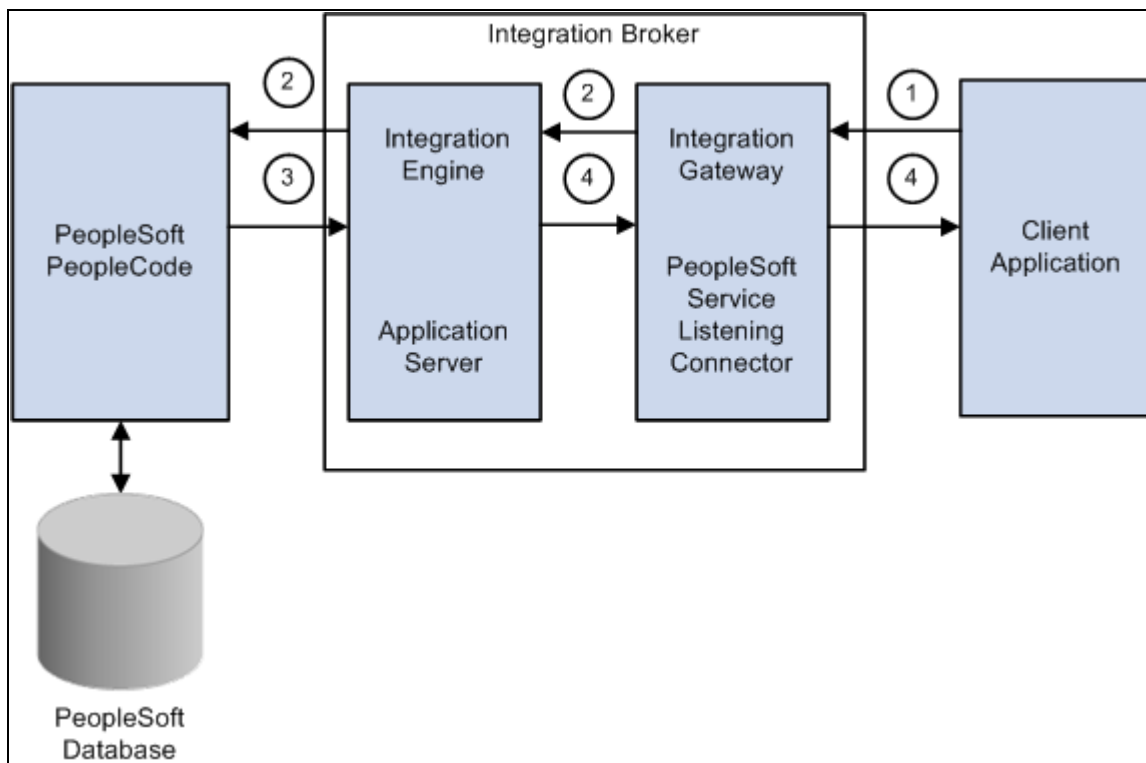 Integration Broker
2
2
1
Integration
Engine
Integration
Gateway
3
4
4
PeopleSoft
PeopleCode
Client
Application
Application
Server
PeopleSoft
Service
Listening
Connector
PeopleSoft
Database